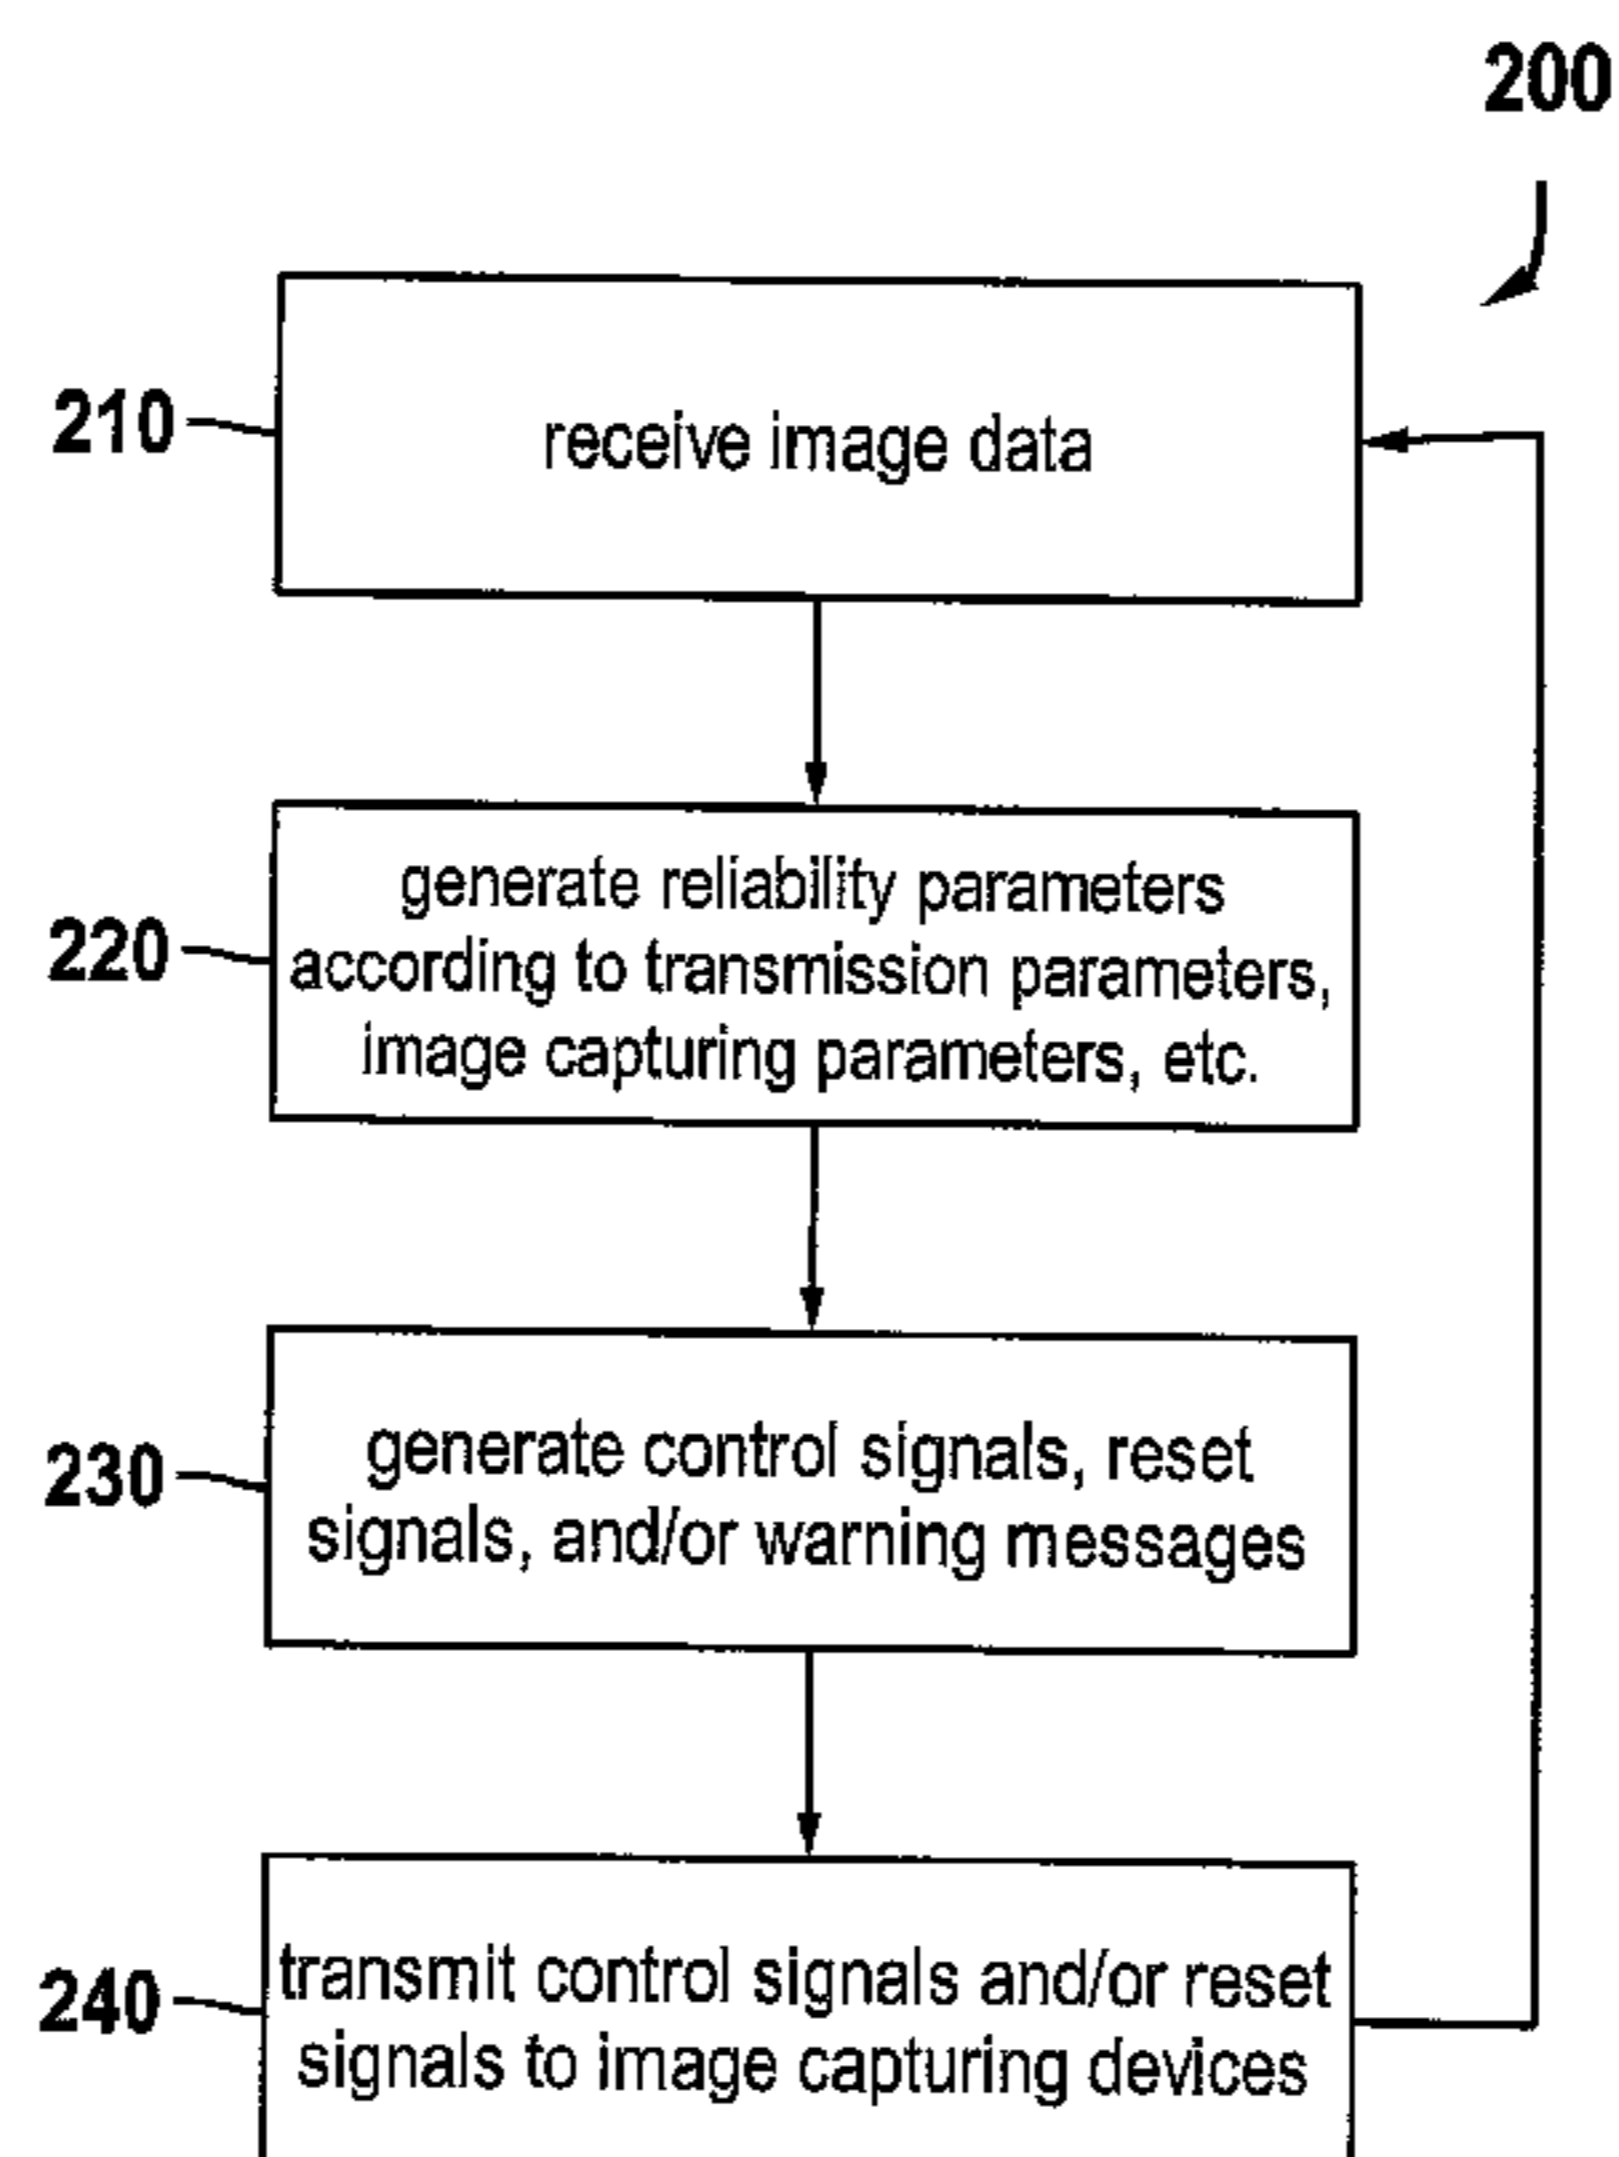 200
210
receive image data
220
generate reliability parameters
according to transmission parameters,
image capturing parameters, etc.
230
generate control signals, reset
signals, and/or warning messages
240
transmit control signals and/or reset
signals to image capturing devices